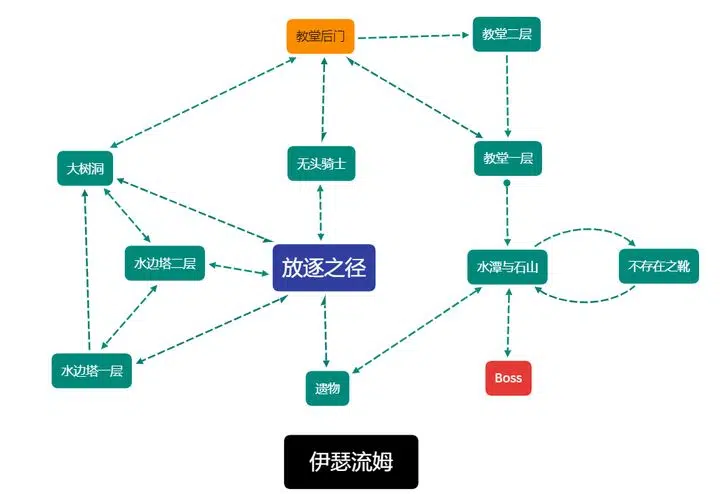 教堂后门
教堂二层
大树洞
无头骑士
教堂一层
水边塔二层
放逐之径
水潭与石山
不存在之靴
水边塔一层
遗物
Boss
伊瑟流姆